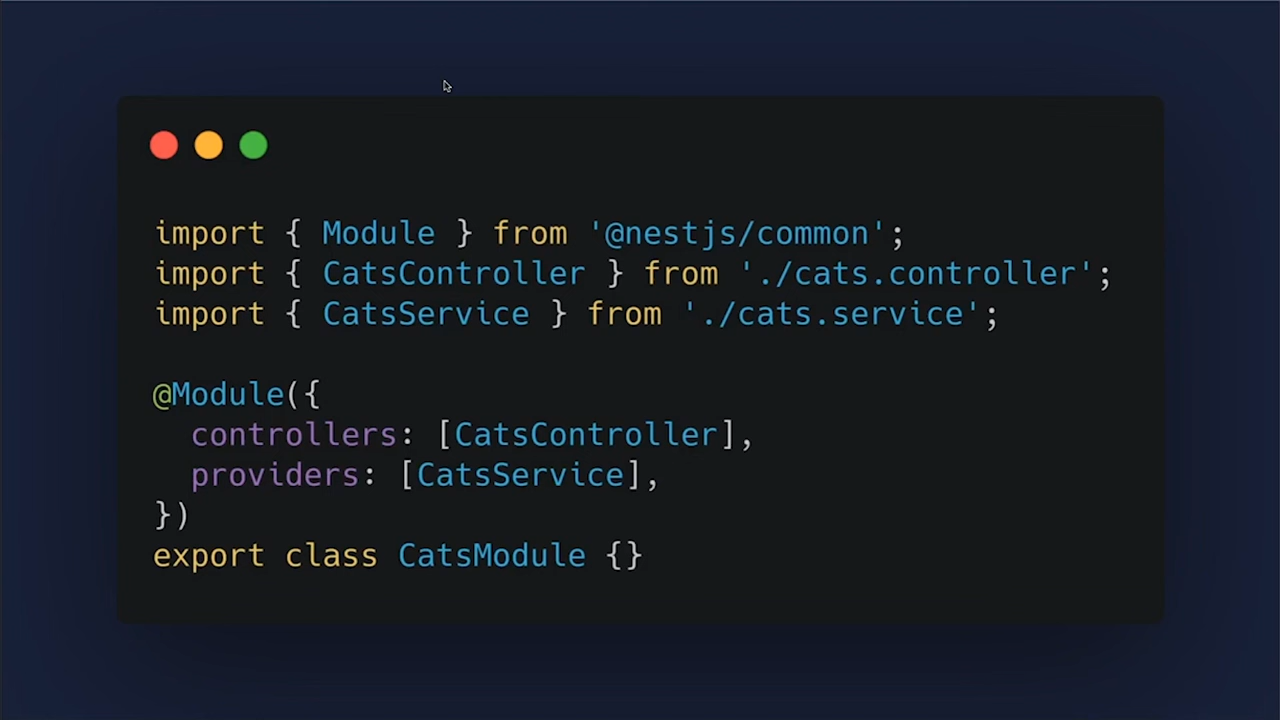 import { Module } from '@nestjs/common';
import { CatsController } from './cats.controller';
import { CatsService } from './cats.service';
@Module({
  controllers: [CatsController],
  providers: [CatsService],
})
export class CatsModule {}